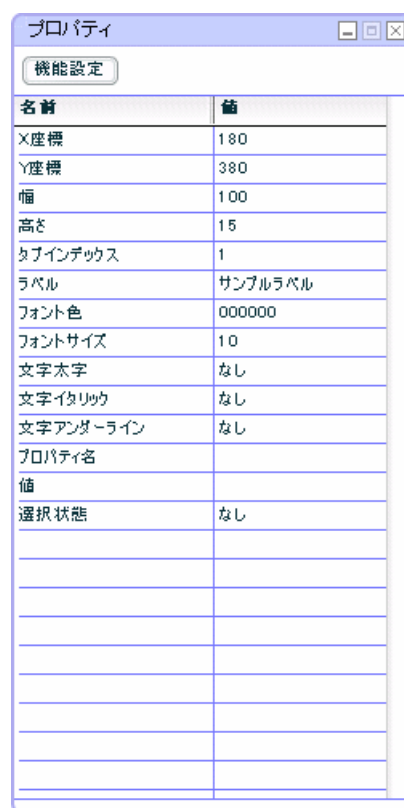 プロパティ
機能設定
名前 値
X座標 180
Y座標 380
幅 100
高さ 15
タブインデックス 1
ラベル サンプルラベル
フォント色 000000
フォントサイズ 10
文字太字 なし
文字イタリック なし
文字アンダーライン なし
プロパティ名
値
選択状態 なし